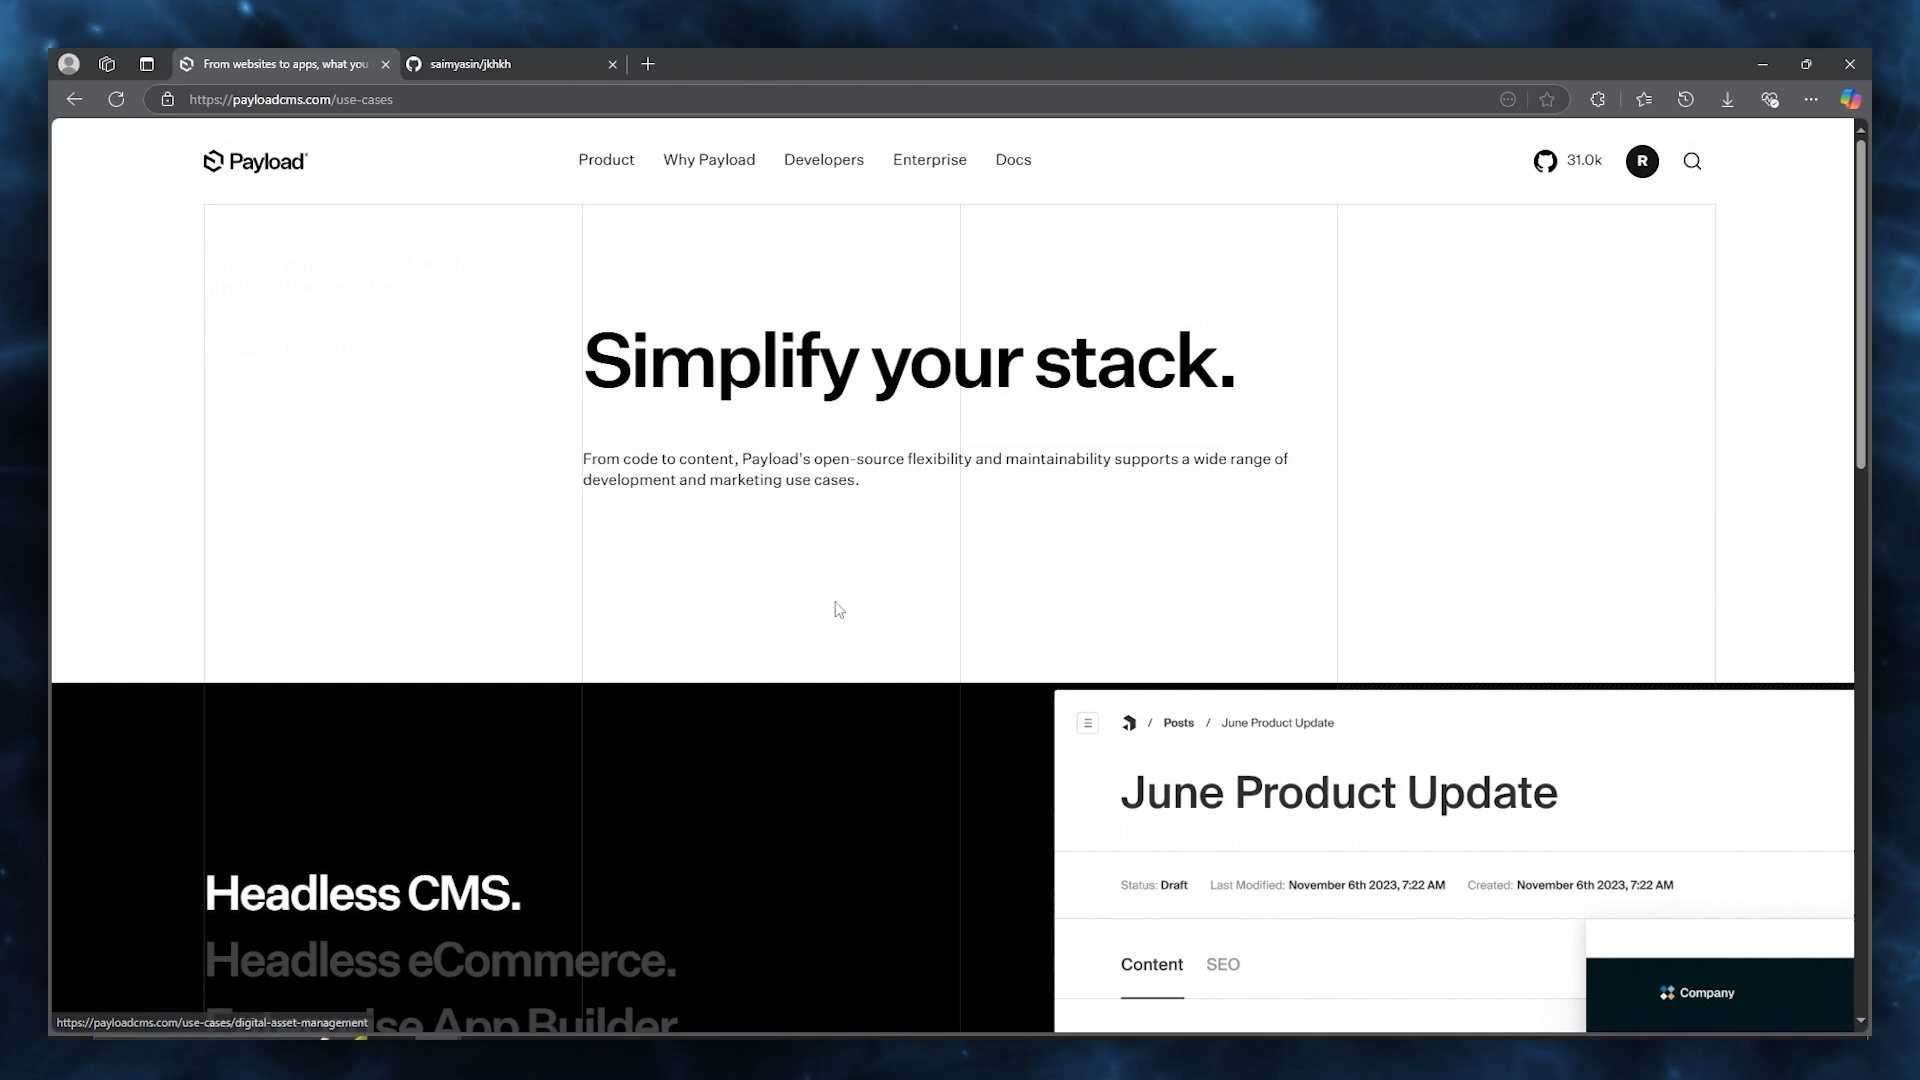 From websites to apps, what you
saimyasin/jkhkh
https://payloadcms.com/use-cases
Payload
Product
Why Payload
Developers
Enterprise
Docs
31.0k
R
Simplify your stack.
From code to content, Payload's open-source flexibility and maintainability supports a wide range of
development and marketing use cases.
/ Posts / June Product Update
June Product Update
Status: Draft
Last Modified: November 6th 2023, 7:22 AM
Created: November 6th 2023, 7:22 AM
Headless CMS.
Headless eCommerce.
Content
SEO
Company
https://payloadcms.com/use-cases/digital-asset-management
se App Builder